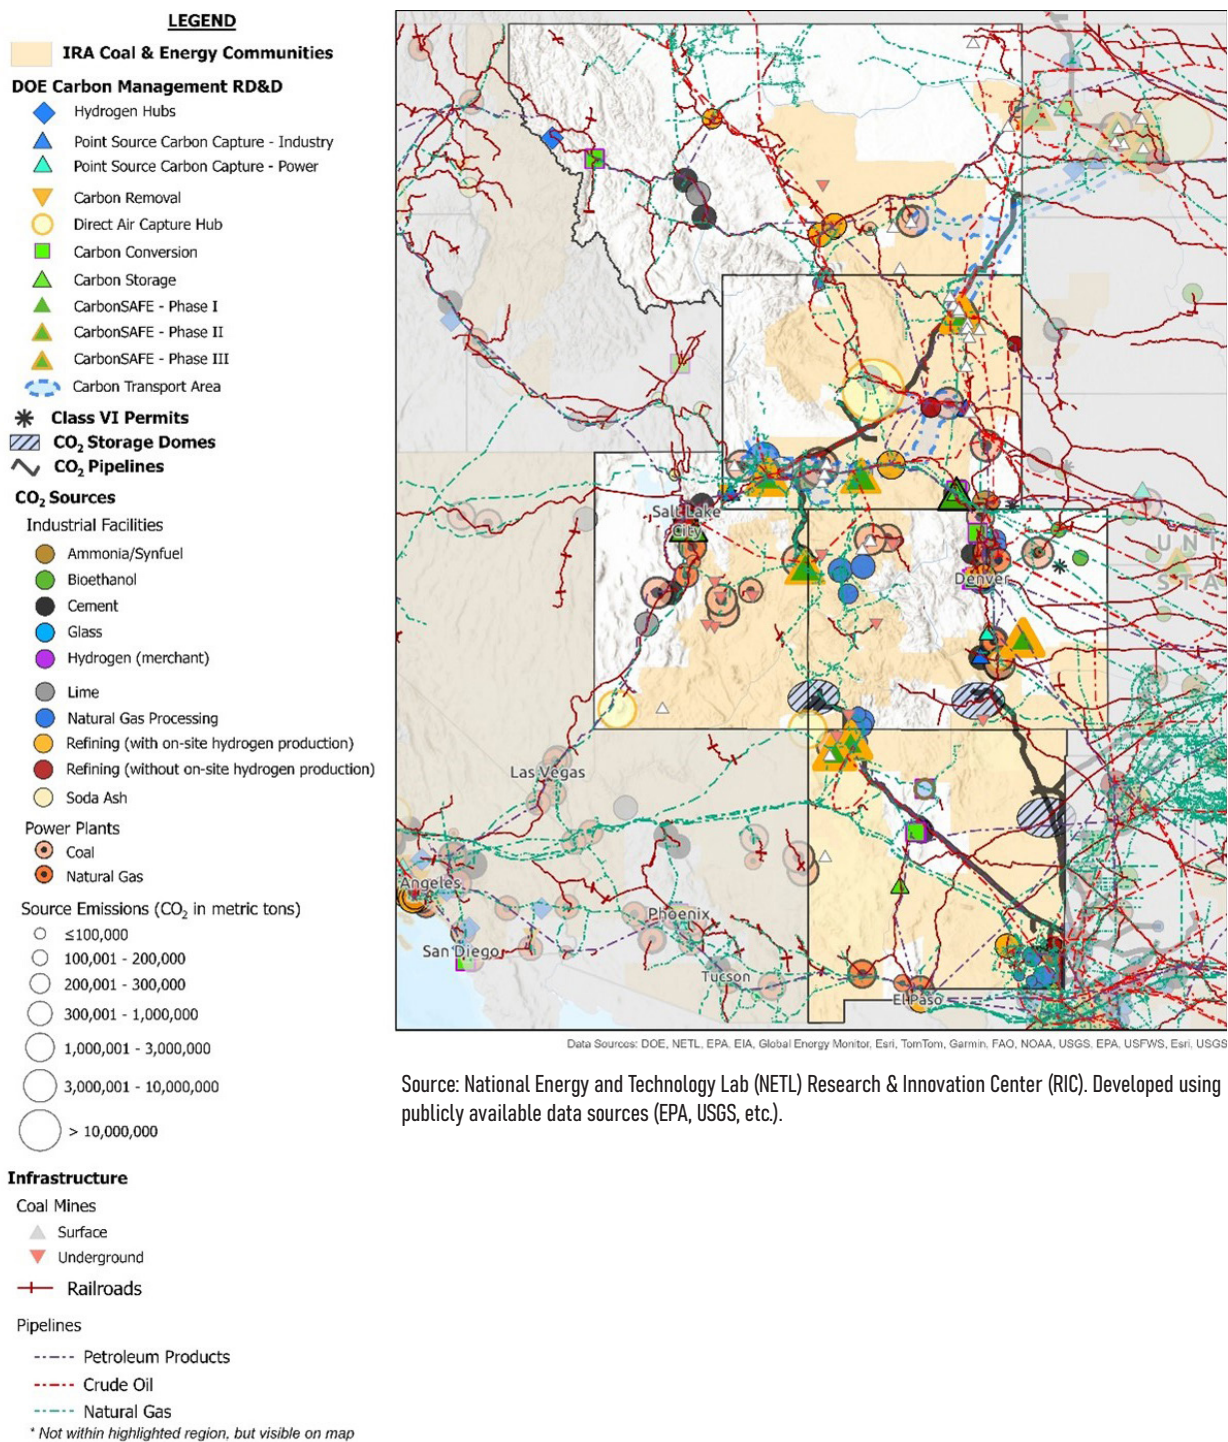 LEGEND
IRA Coal & Energy Communities
DOE Carbon Management RD&D
Hydrogen Hubs
Point Source Carbon Capture - Industry
Point Source Carbon Capture - Power
Carbon Removal
Direct Air Capture Hub
Carbon Conversion
Carbon Storage
CarbonSAFE - Phase I
CarbonSAFE - Phase II
CarbonSAFE - Phase III
Carbon Transport Area
Class VI Permits
CO₂ Storage Domes
CO₂ Pipelines
CO₂ Sources
Industrial Facilities
Ammonia/Synfuel
Bioethanol
Cement
Glass
Hydrogen (merchant)
Lime
Natural Gas Processing
Refining (with on-site hydrogen production)
Refining (without on-site hydrogen production)
Soda Ash
Power Plants
Coal
Natural Gas
Source Emissions (CO₂ in metric tons)
≤100,000
100,001 - 200,000
200,001 - 300,000
300,001 - 1,000,000
1,000,001 - 3,000,000
3,000,001 - 10,000,000
> 10,000,000
Infrastructure
Coal Mines
Surface
Underground
Railroads
Pipelines
Petroleum Products
Crude Oil
Natural Gas
* Not within highlighted region, but visible on map
Salt Lake
City
UNT
STA
Denver
Las Vegas
Angeles
Phoenix
San Diego
Tucson
El Paso
Data Sources: DOE, NETL, EPA, EIA, Global Energy Monitor, Esri, TomTom, Garmin, FAO, NOAA, USGS, EPA, USFWS, Esri, USGS
Source: National Energy and Technology Lab (NETL) Research & Innovation Center (RIC). Developed using
publicly available data sources (EPA, USGS, etc.).